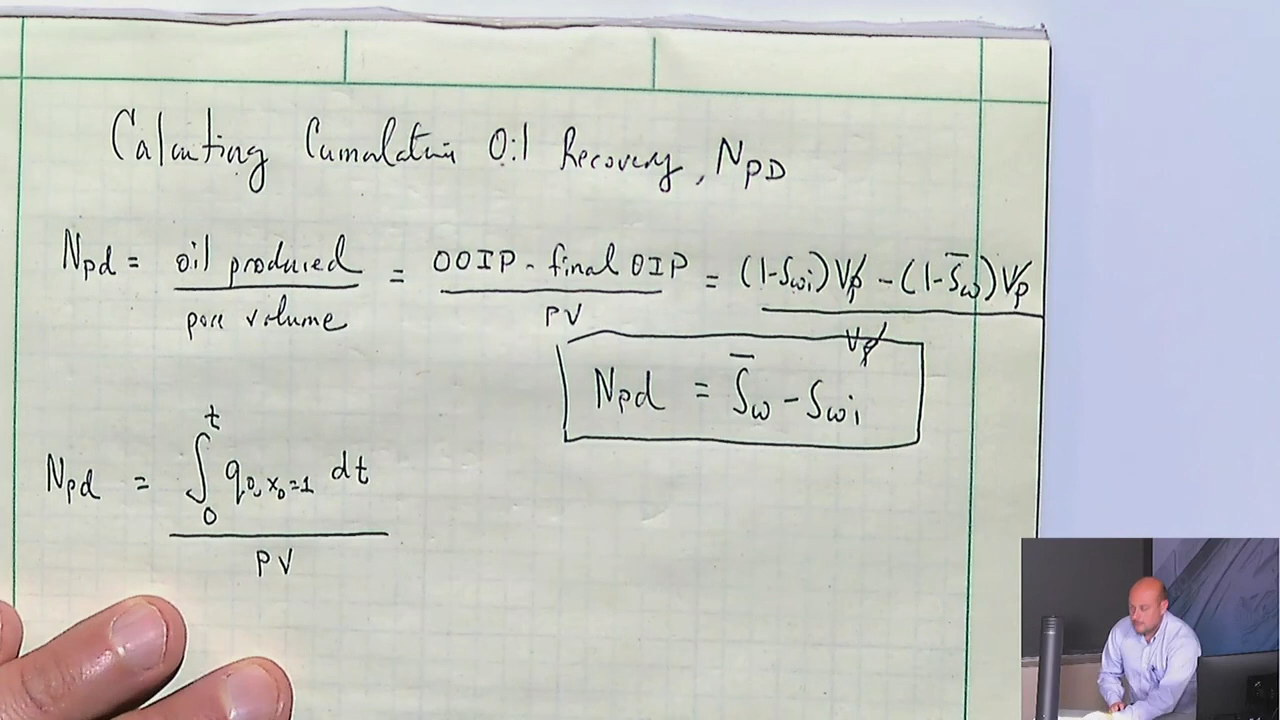 Calculating Cumulative Oil Recovery, NpD
Npd = oil produced / pore volume = OOIP - final OIP / PV = (1-Swi)Vp - (1-S̄w)Vp / Vp
Npd = S̄w - Swi
Npd = ∫₀ᵗ qo,xD=1 dt / PV